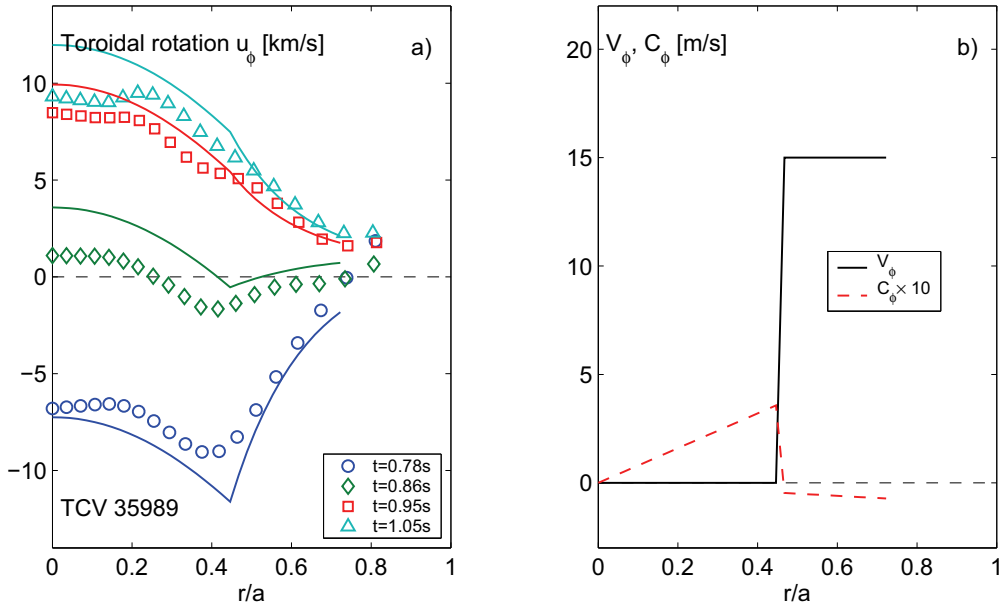 Toroidal rotation u_ϕ [km/s]
a)
10
5
0
−5
−10
TCV 35989
t=0.78s
t=0.86s
t=0.95s
t=1.05s
0 0.2 0.4 0.6 0.8 1
r/a
V_ϕ, C_ϕ [m/s]
b)
20
15
10
5
0
V_ϕ
C_ϕ× 10
0 0.2 0.4 0.6 0.8 1
r/a